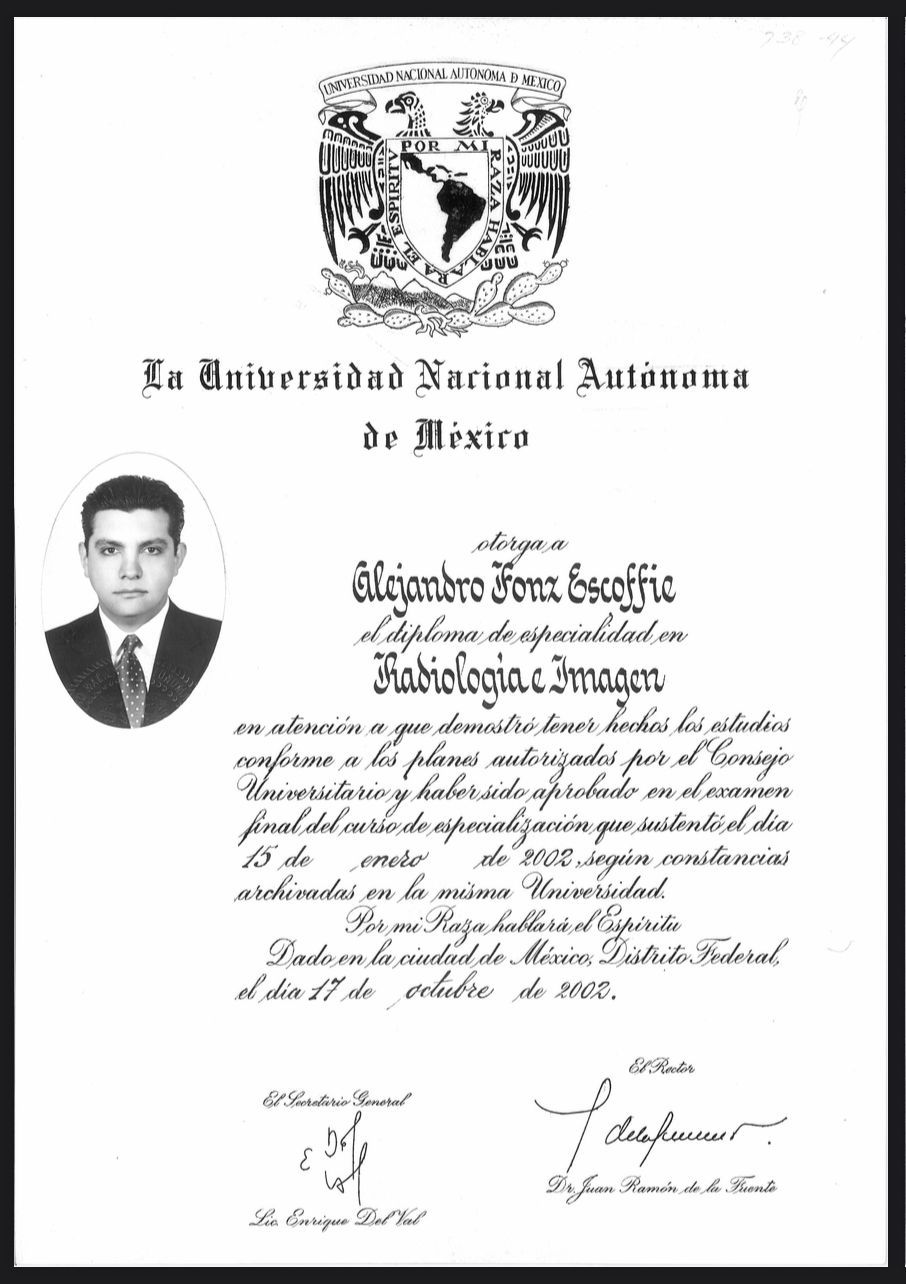 738-44
UNIVERSIDAD NACIONAL AUTONOMA D MEXICO
POR MI RAZA HABLARA EL ESPIRITU
La Universidad Nacional Autónoma
de México
otorga a
Alejandro Fonz Escoffie
el diploma de especialidad en
Radiología e Imagen
en atención a que demostró tener hechos los estudios
conforme a los planes autorizados por el Consejo
Universitario y haber sido aprobado en el examen
final del curso de especialización que sustentó el día
15 de enero de 2002, según constancias
archivadas en la misma Universidad.
Por mi Raza hablará el Espíritu
Dado en la ciudad de México, Distrito Federal,
el día 17 de octubre de 2002.
El Rector
El Secretario General
Dr. Juan Ramón de la Fuente
Lic. Enrique Del Val